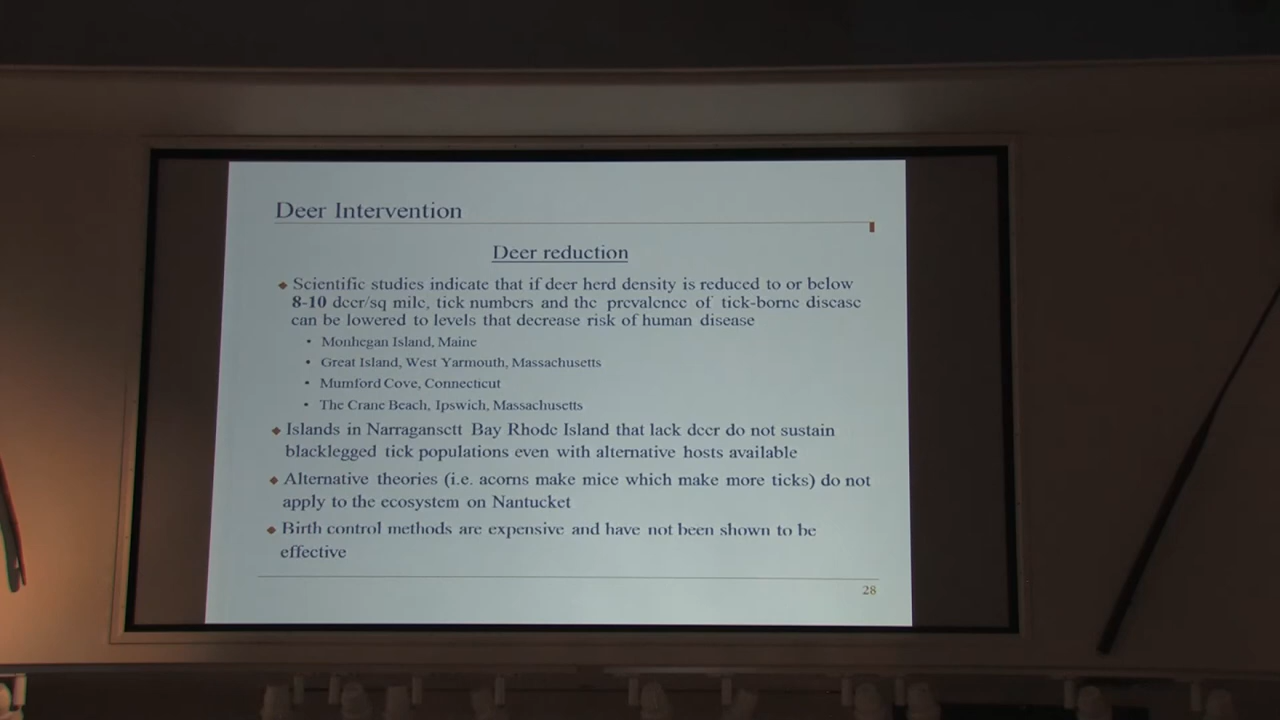 Deer Intervention
Deer reduction
Scientific studies indicate that if deer herd density is reduced to or below
8-10 deer/sq mile, tick numbers and the prevalence of tick-borne disease
can be lowered to levels that decrease risk of human disease
Monhegan Island, Maine
Great Island, West Yarmouth, Massachusetts
Mumford Cove, Connecticut
The Crane Beach, Ipswich, Massachusetts
Islands in Narragansett Bay Rhode Island that lack deer do not sustain
blacklegged tick populations even with alternative hosts available
Alternative theories (i.e. acorns make mice which make more ticks) do not
apply to the ecosystem on Nantucket
Birth control methods are expensive and have not been shown to be
effective
28